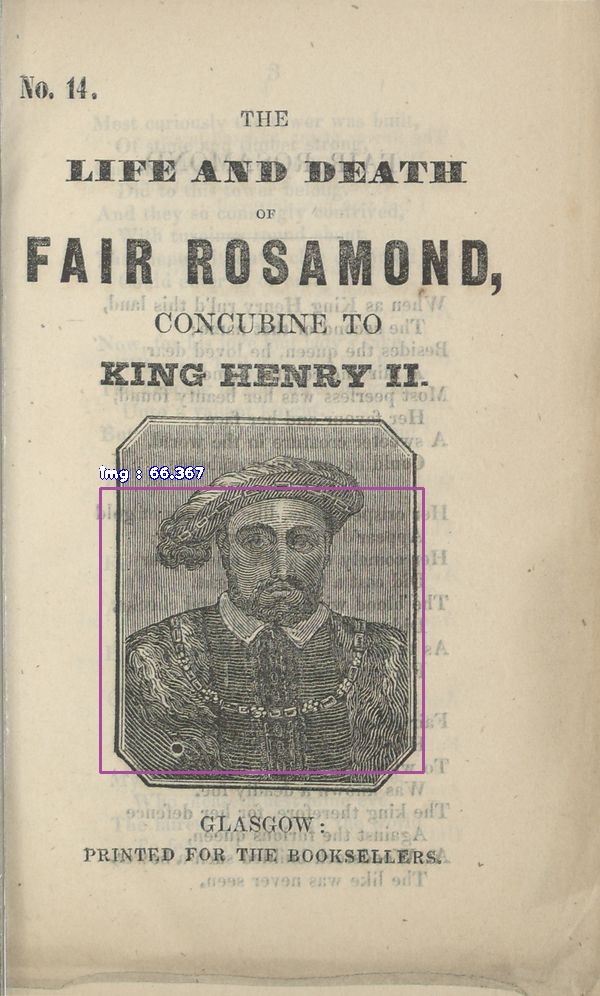 No. 14.
THE
LIFE AND DEATH
OF
FAIR ROSAMOND,
CONCUBINE TO
KING HENRY II.
img : 66.367
GLASGOW:
PRINTED FOR THE BOOKSELLERS.